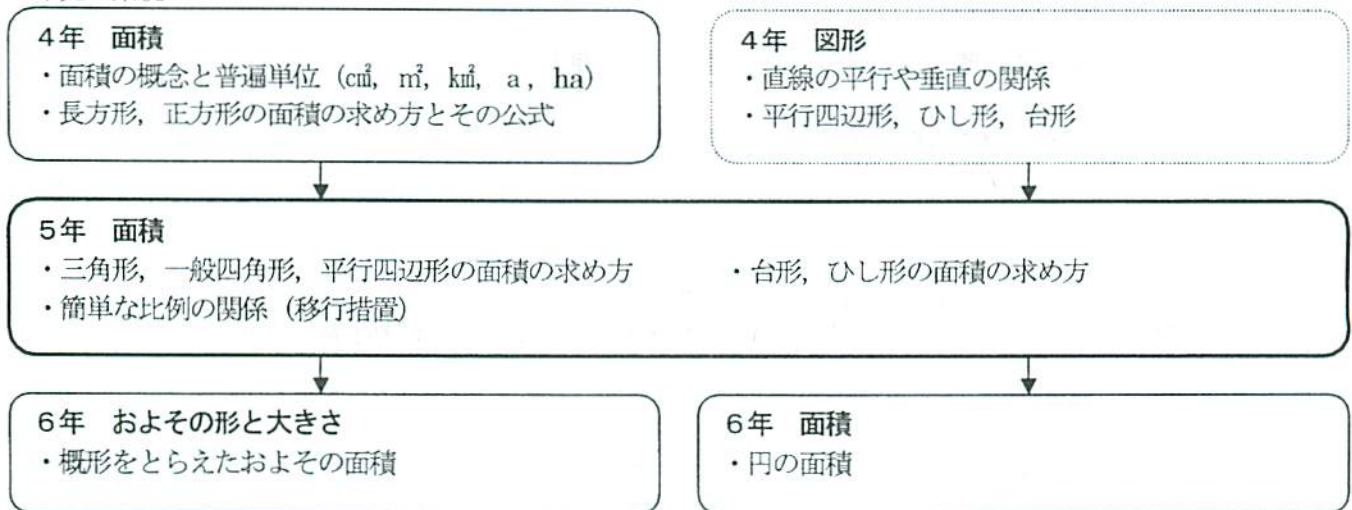 4年 面積
・面積の概念と普遍単位 (c㎡, ㎡, k㎡, a, ha)
・長方形, 正方形の面積の求め方とその公式
4年 図形
・直線の平行や垂直の関係
・平行四辺形, ひし形, 台形
5年 面積
・三角形, 一般四角形, 平行四辺形の面積の求め方 ・台形, ひし形の面積の求め方
・簡単な比例の関係 (移行措置)
6年 およその形と大きさ
・概形をとらえたおよその面積
6年 面積
・円の面積